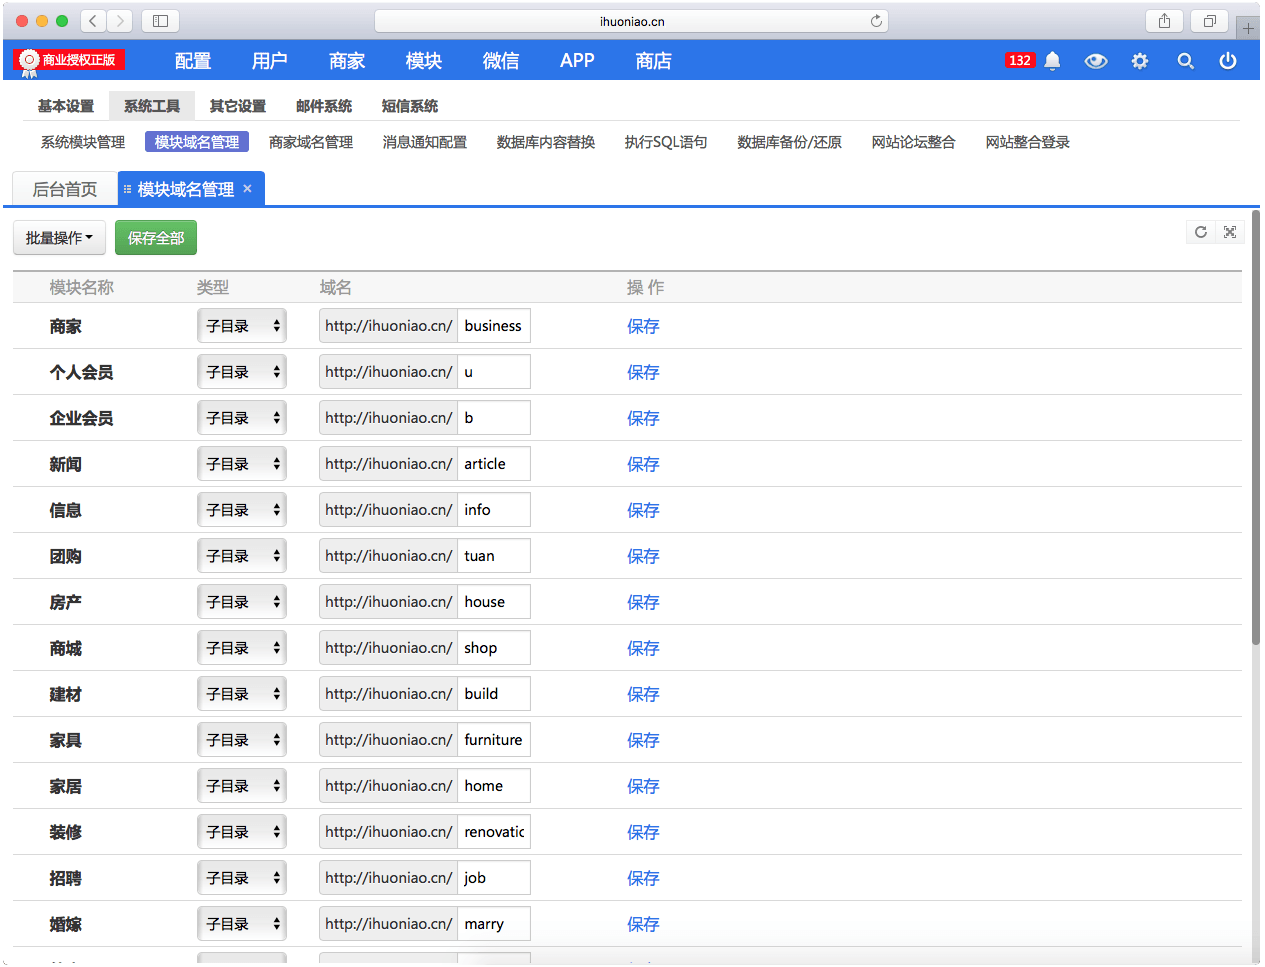 ihuoniao.cn
商业授权正版 配置 用户 商家 模块 微信 APP 商店 132
基本设置 系统工具 其它设置 邮件系统 短信系统
系统模块管理 模块域名管理 商家域名管理 消息通知配置 数据库内容替换 执行SQL语句 数据库备份/还原 网站论坛整合 网站整合登录
后台首页 模块域名管理 ×
批量操作 保存全部
模块名称 类型 域名 操 作
商家 子目录 http://ihuoniao.cn/ business 保存
个人会员 子目录 http://ihuoniao.cn/ u 保存
企业会员 子目录 http://ihuoniao.cn/ b 保存
新闻 子目录 http://ihuoniao.cn/ article 保存
信息 子目录 http://ihuoniao.cn/ info 保存
团购 子目录 http://ihuoniao.cn/ tuan 保存
房产 子目录 http://ihuoniao.cn/ house 保存
商城 子目录 http://ihuoniao.cn/ shop 保存
建材 子目录 http://ihuoniao.cn/ build 保存
家具 子目录 http://ihuoniao.cn/ furniture 保存
家居 子目录 http://ihuoniao.cn/ home 保存
装修 子目录 http://ihuoniao.cn/ renovatic 保存
招聘 子目录 http://ihuoniao.cn/ job 保存
婚嫁 子目录 http://ihuoniao.cn/ marry 保存